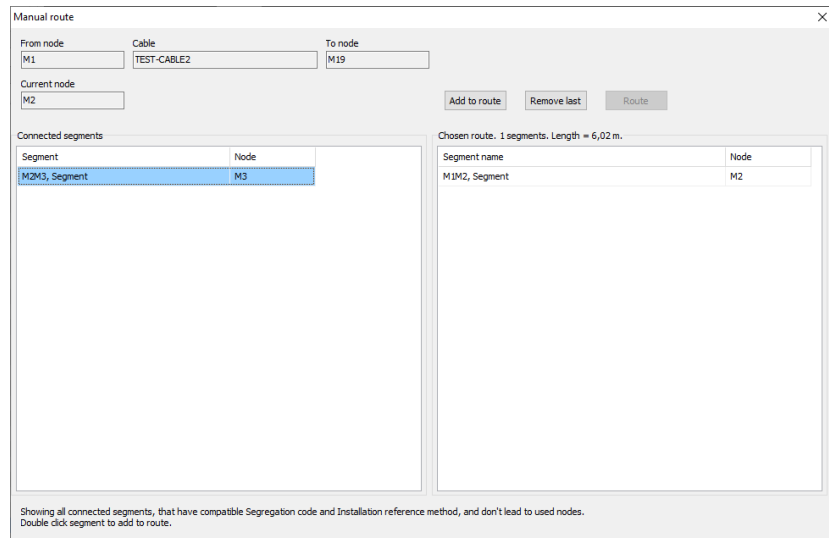 Manual route
From node Cable To node
M1 TEST-CABLE2 M19
Current node
M2 Add to route Remove last Route
Connected segments
Segment Node
M2M3, Segment M3
Chosen route. 1 segments. Length = 6,02 m.
Segment name Node
M1M2, Segment M2
Showing all connected segments, that have compatible Segregation code and Installation reference method, and don't lead to used nodes.
Double click segment to add to route.